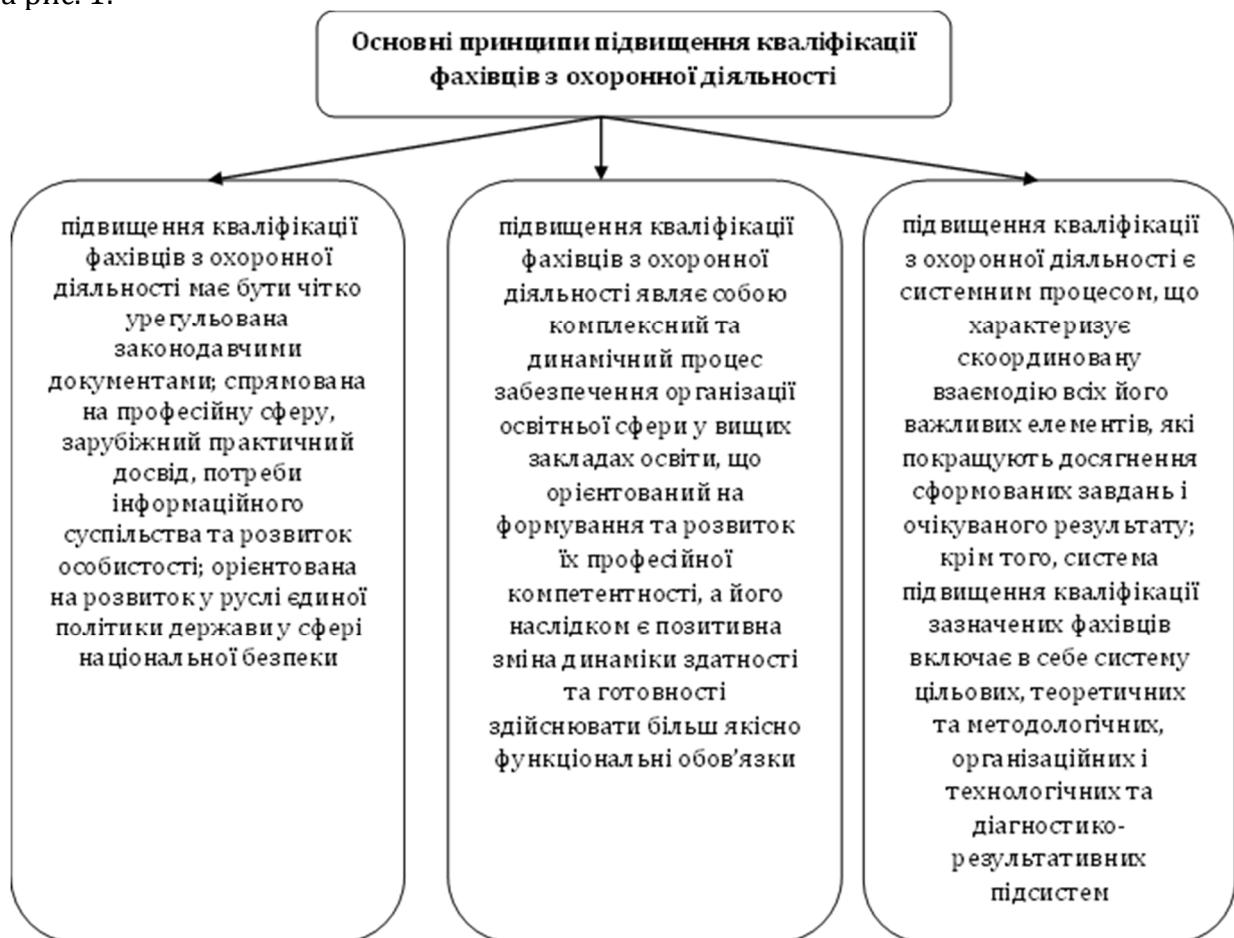 а рис. 1.
Основні принципи підвищення кваліфікації
фахівців з охоронної діяльності
підвищення кваліфікації
фахівців з охоронної
діяльності має бути чітко
урегульована
законодавчими
документами; спрямована
на професійну сферу,
зарубіжний практичний
досвід, потреби
інформаційного
суспільства та розвиток
особистості; орієнтована
на розвиток у руслі єдиної
політики держави у сфері
національної безпеки
підвищення кваліфікації
фахівців з охоронної
діяльності являє собою
комплексний та
динамічний процес
забезпечення організації
освітньої сфери у вищих
закладах освіти, що
орієнтований на
формування та розвиток
їх професійної
компетентності, а його
наслідком є позитивна
зміна динаміки здатності
та готовності
здійснювати більш якісно
функціональні обов’язки
підвищення кваліфікації
з охоронної діяльності є
системним процесом, що
характеризує
скоординовану
взаємодію всіх його
важливих елементів, які
покращують досягнення
сформованих завдань і
очікуваного результату;
крім того, система
підвищення кваліфікації
зазначених фахівців
включає в себе систему
цільових, теоретичних
та методологічних,
організаційних і
технологічних та
діагностико-
результативних
підсистем